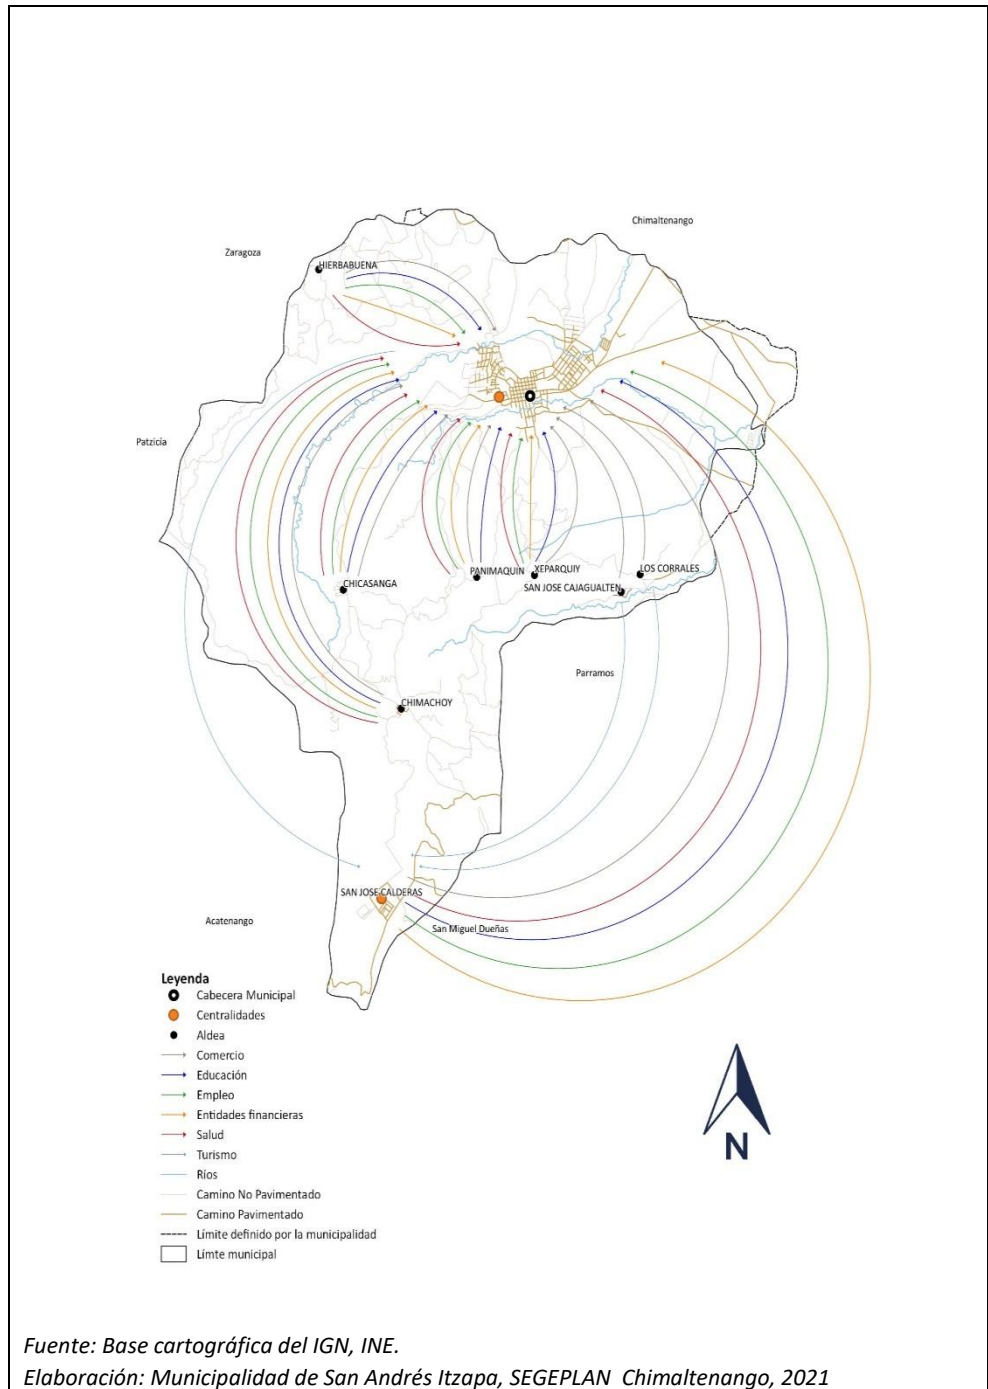 Chimaltenango
Zaragoza
HIERBABUENA
Patzicía
CHICASANGA
PANIMAQUIN
XEPARQUIY
LOS CORRALES
SAN JOSE CAJAGUALTEN
Parramos
CHIMACHOY
SAN JOSE CALDERAS
Acatenango
San Miguel Dueñas
Leyenda
Cabecera Municipal
Centralidades
Aldea
Comercio
Educación
Empleo
Entidades financieras
Salud
Turismo
Ríos
Camino No Pavimentado
Camino Pavimentado
Límite definido por la municipalidad
Límte municipal
N
Fuente: Base cartográfica del IGN, INE.
Elaboración: Municipalidad de San Andrés Itzapa, SEGEPLAN Chimaltenango, 2021